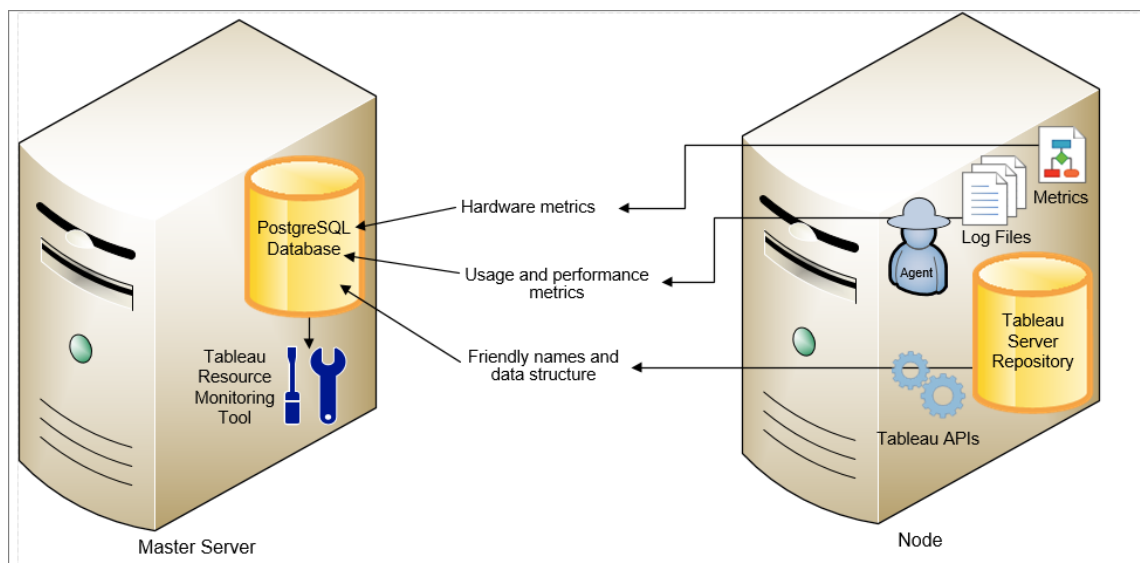 PostgreSQL
Database
Tableau
Resource
Monitoring
Tool
Master Server
Hardware metrics
Usage and performance
metrics
Friendly names and
data structure
Metrics
Log Files
Agent
Tableau
Server
Repository
Tableau APIs
Node